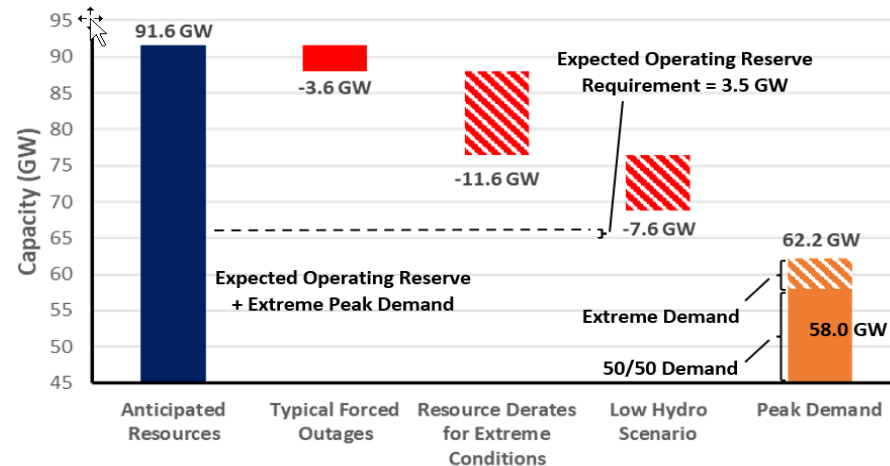 95
90
85
80
75
70
65
60
55
50
45
Capacity (GW)
91.6 GW
-3.6 GW
-11.6 GW
-7.6 GW
62.2 GW
58.0 GW
Expected Operating Reserve
Requirement = 3.5 GW
Expected Operating Reserve
+ Extreme Peak Demand
Extreme Demand
50/50 Demand
Anticipated
Resources
Typical Forced
Outages
Resource Derates
for Extreme
Conditions
Low Hydro
Scenario
Peak Demand